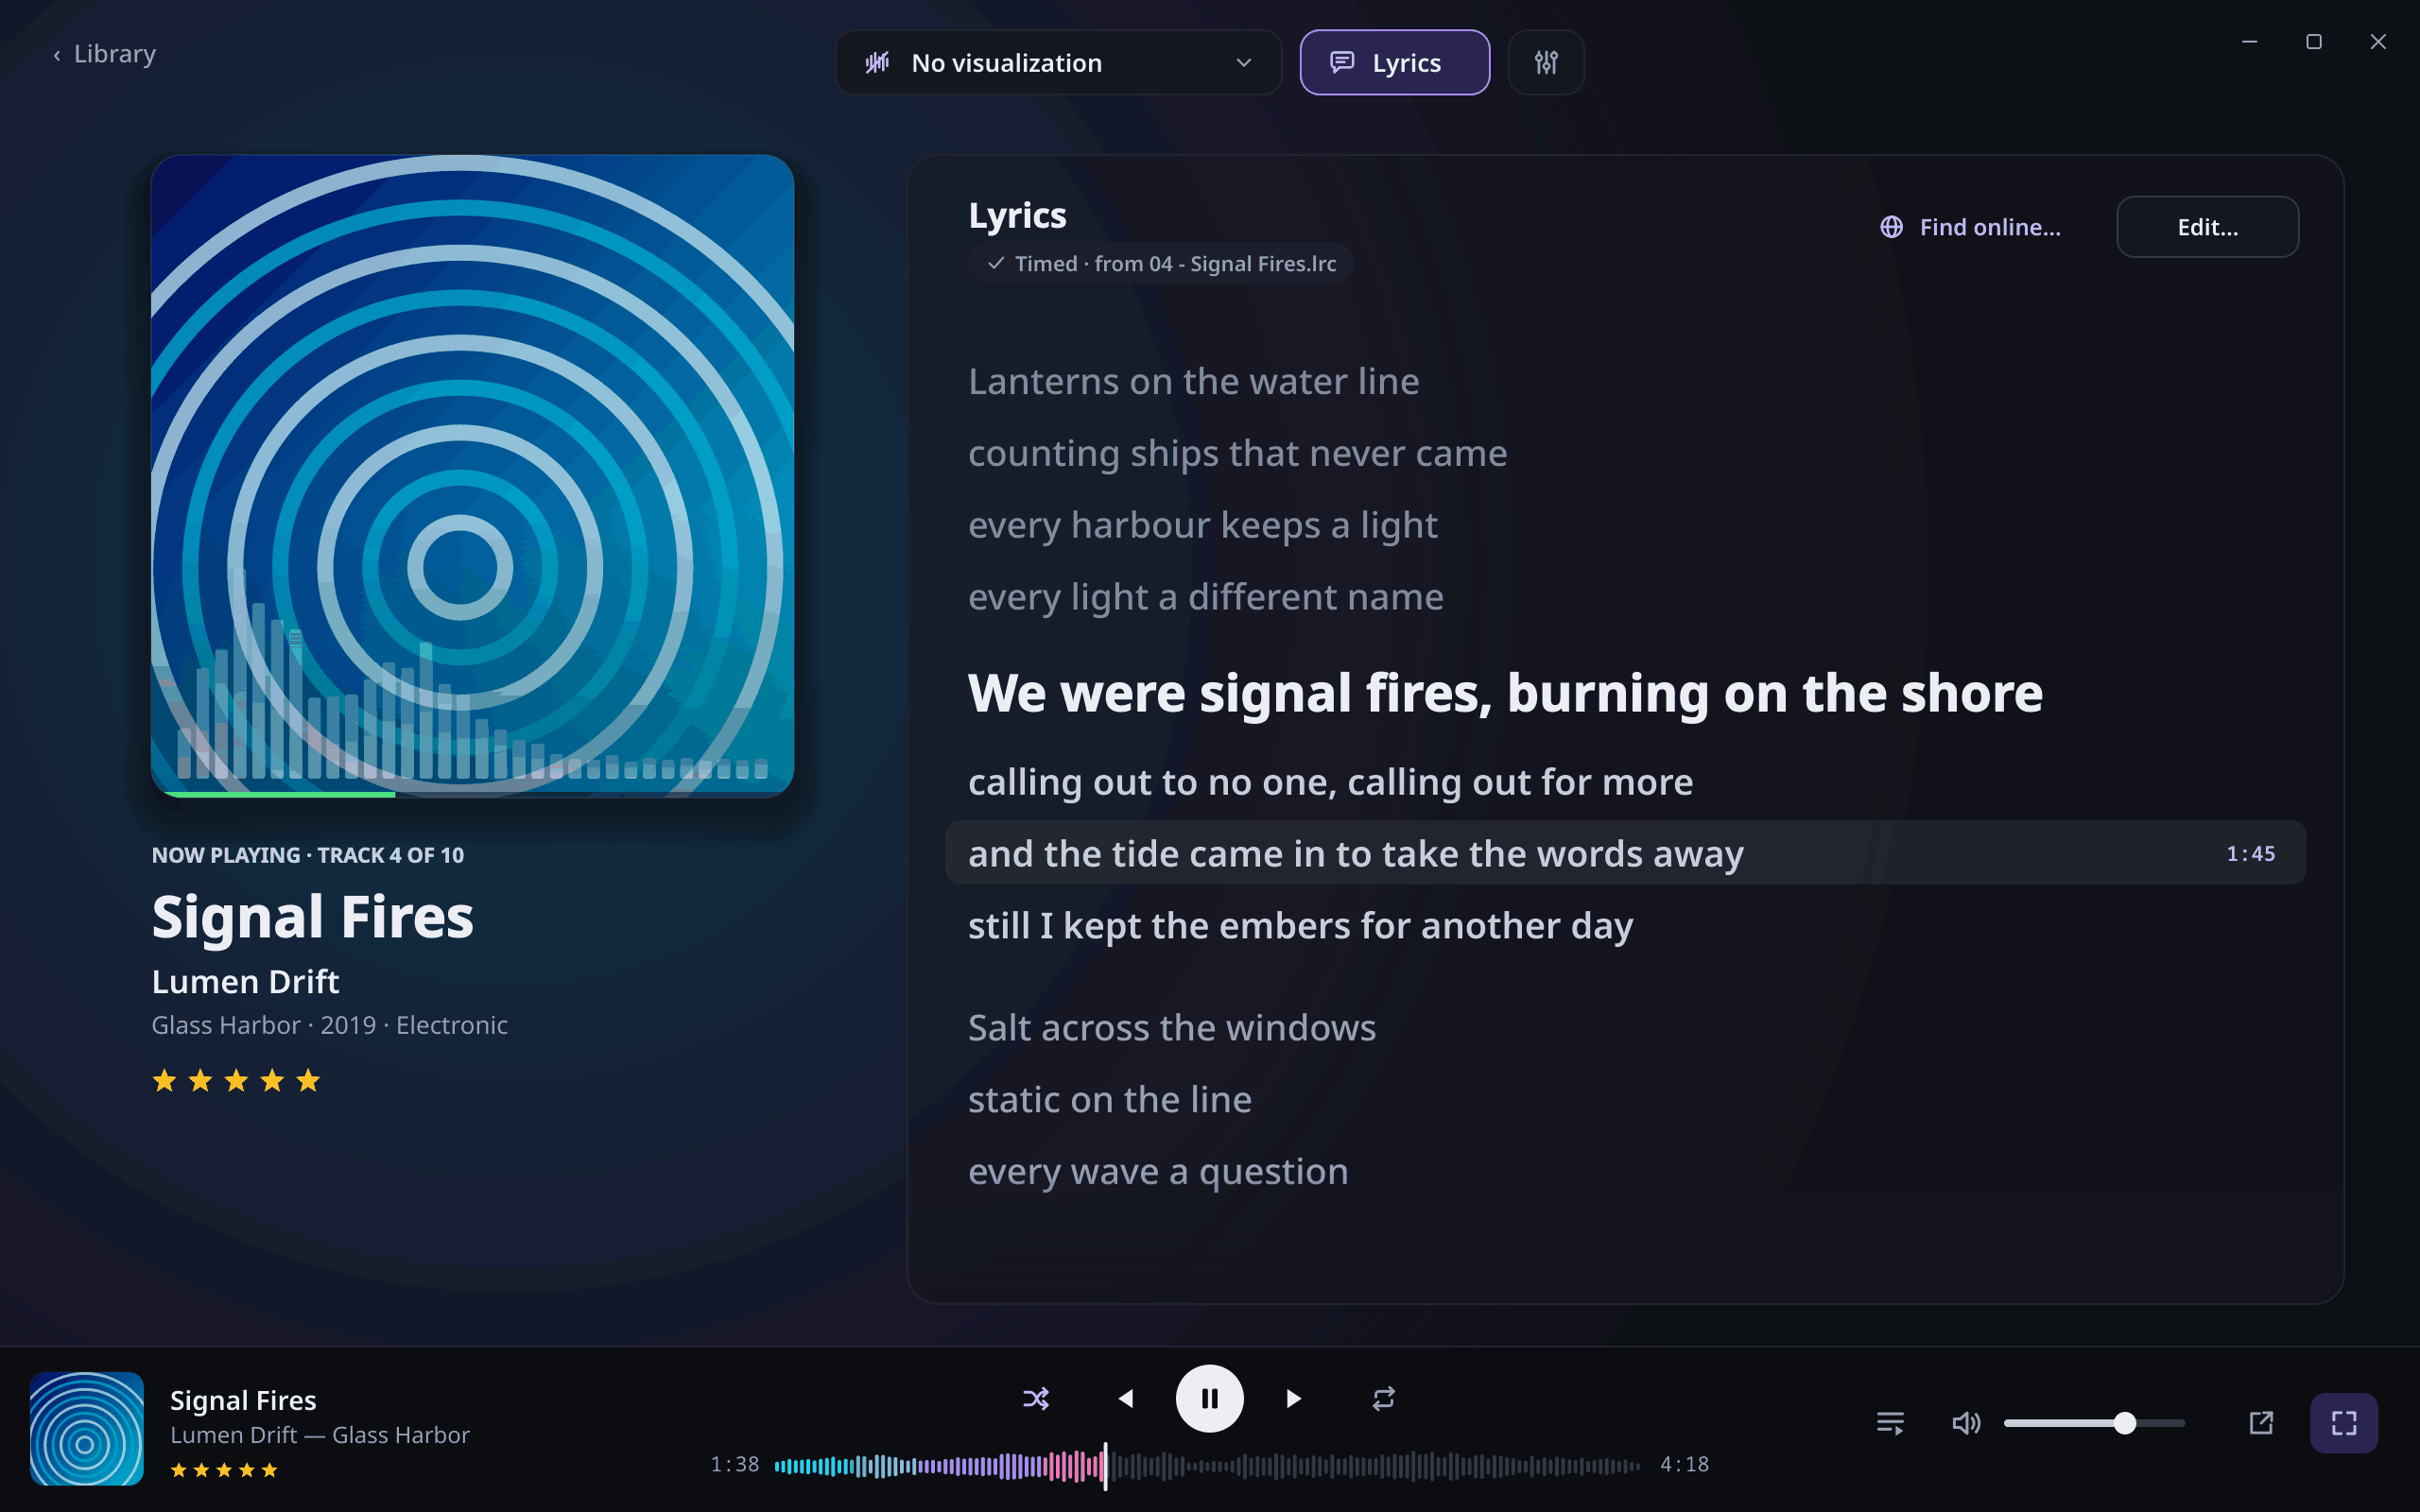 ‹ Library
No visualization
Lyrics
Lyrics
Find online...
Edit...
Timed · from 04 - Signal Fires.lrc
Lanterns on the water line
counting ships that never came
every harbour keeps a light
every light a different name
We were signal fires, burning on the shore
calling out to no one, calling out for more
and the tide came in to take the words away 1:45
still I kept the embers for another day
Salt across the windows
static on the line
every wave a question
NOW PLAYING · TRACK 4 OF 10
Signal Fires
Lumen Drift
Glass Harbor · 2019 · Electronic
Signal Fires
Lumen Drift — Glass Harbor
1:38
4:18